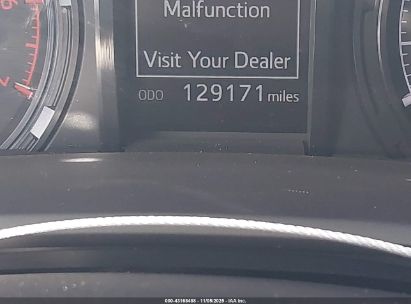 Malfunction
Visit Your Dealer
ODO 129171 miles